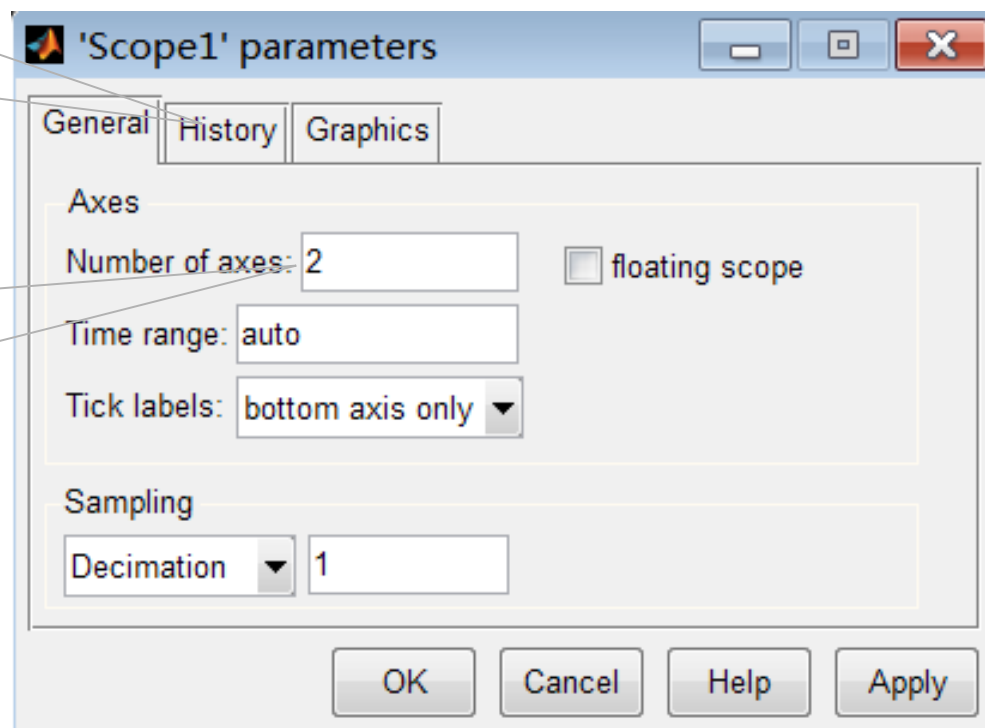 'Scope1' parameters
General History Graphics
Axes
Number of axes: 2 floating scope
Time range: auto
Tick labels: bottom axis only
Sampling
Decimation 1
OK Cancel Help Apply